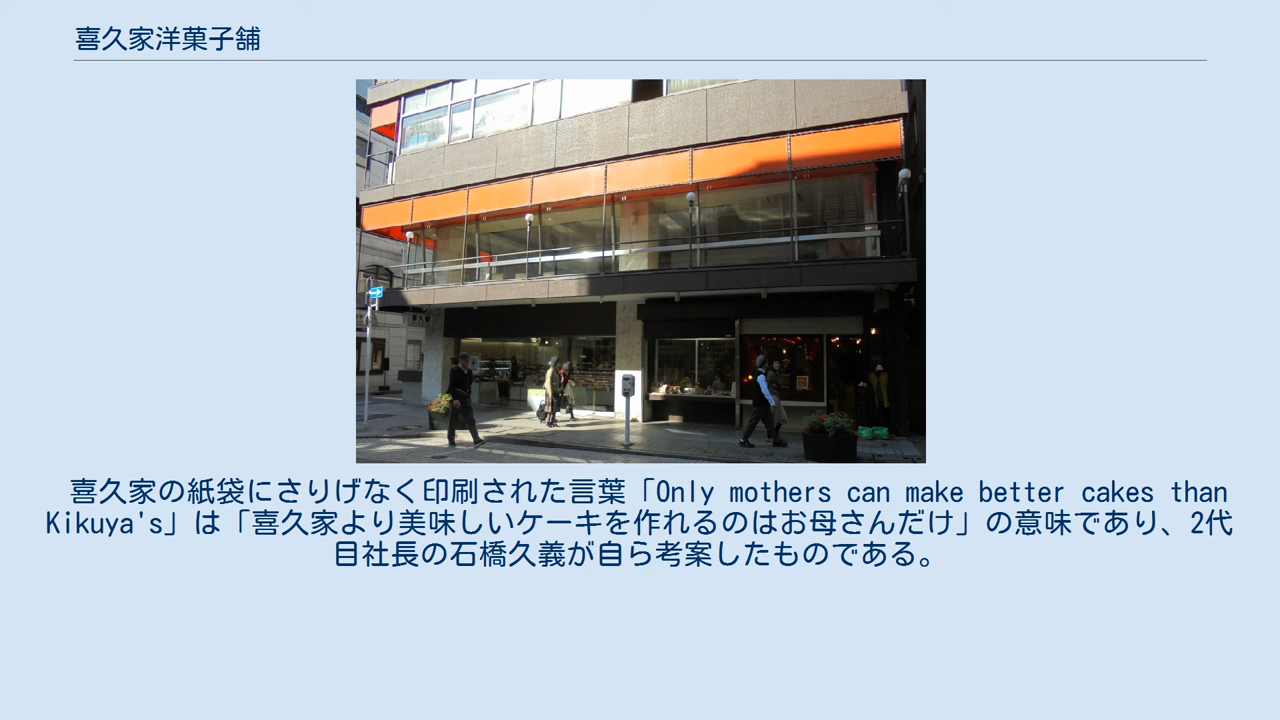 喜久家洋菓子舗
喜久家の紙袋にさりげなく印刷された言葉「Only mothers can make better cakes than
Kikuya's」は「喜久家より美味しいケーキを作れるのはお母さんだけ」の意味であり、2代
目社長の石橋久義が自ら考案したものである。